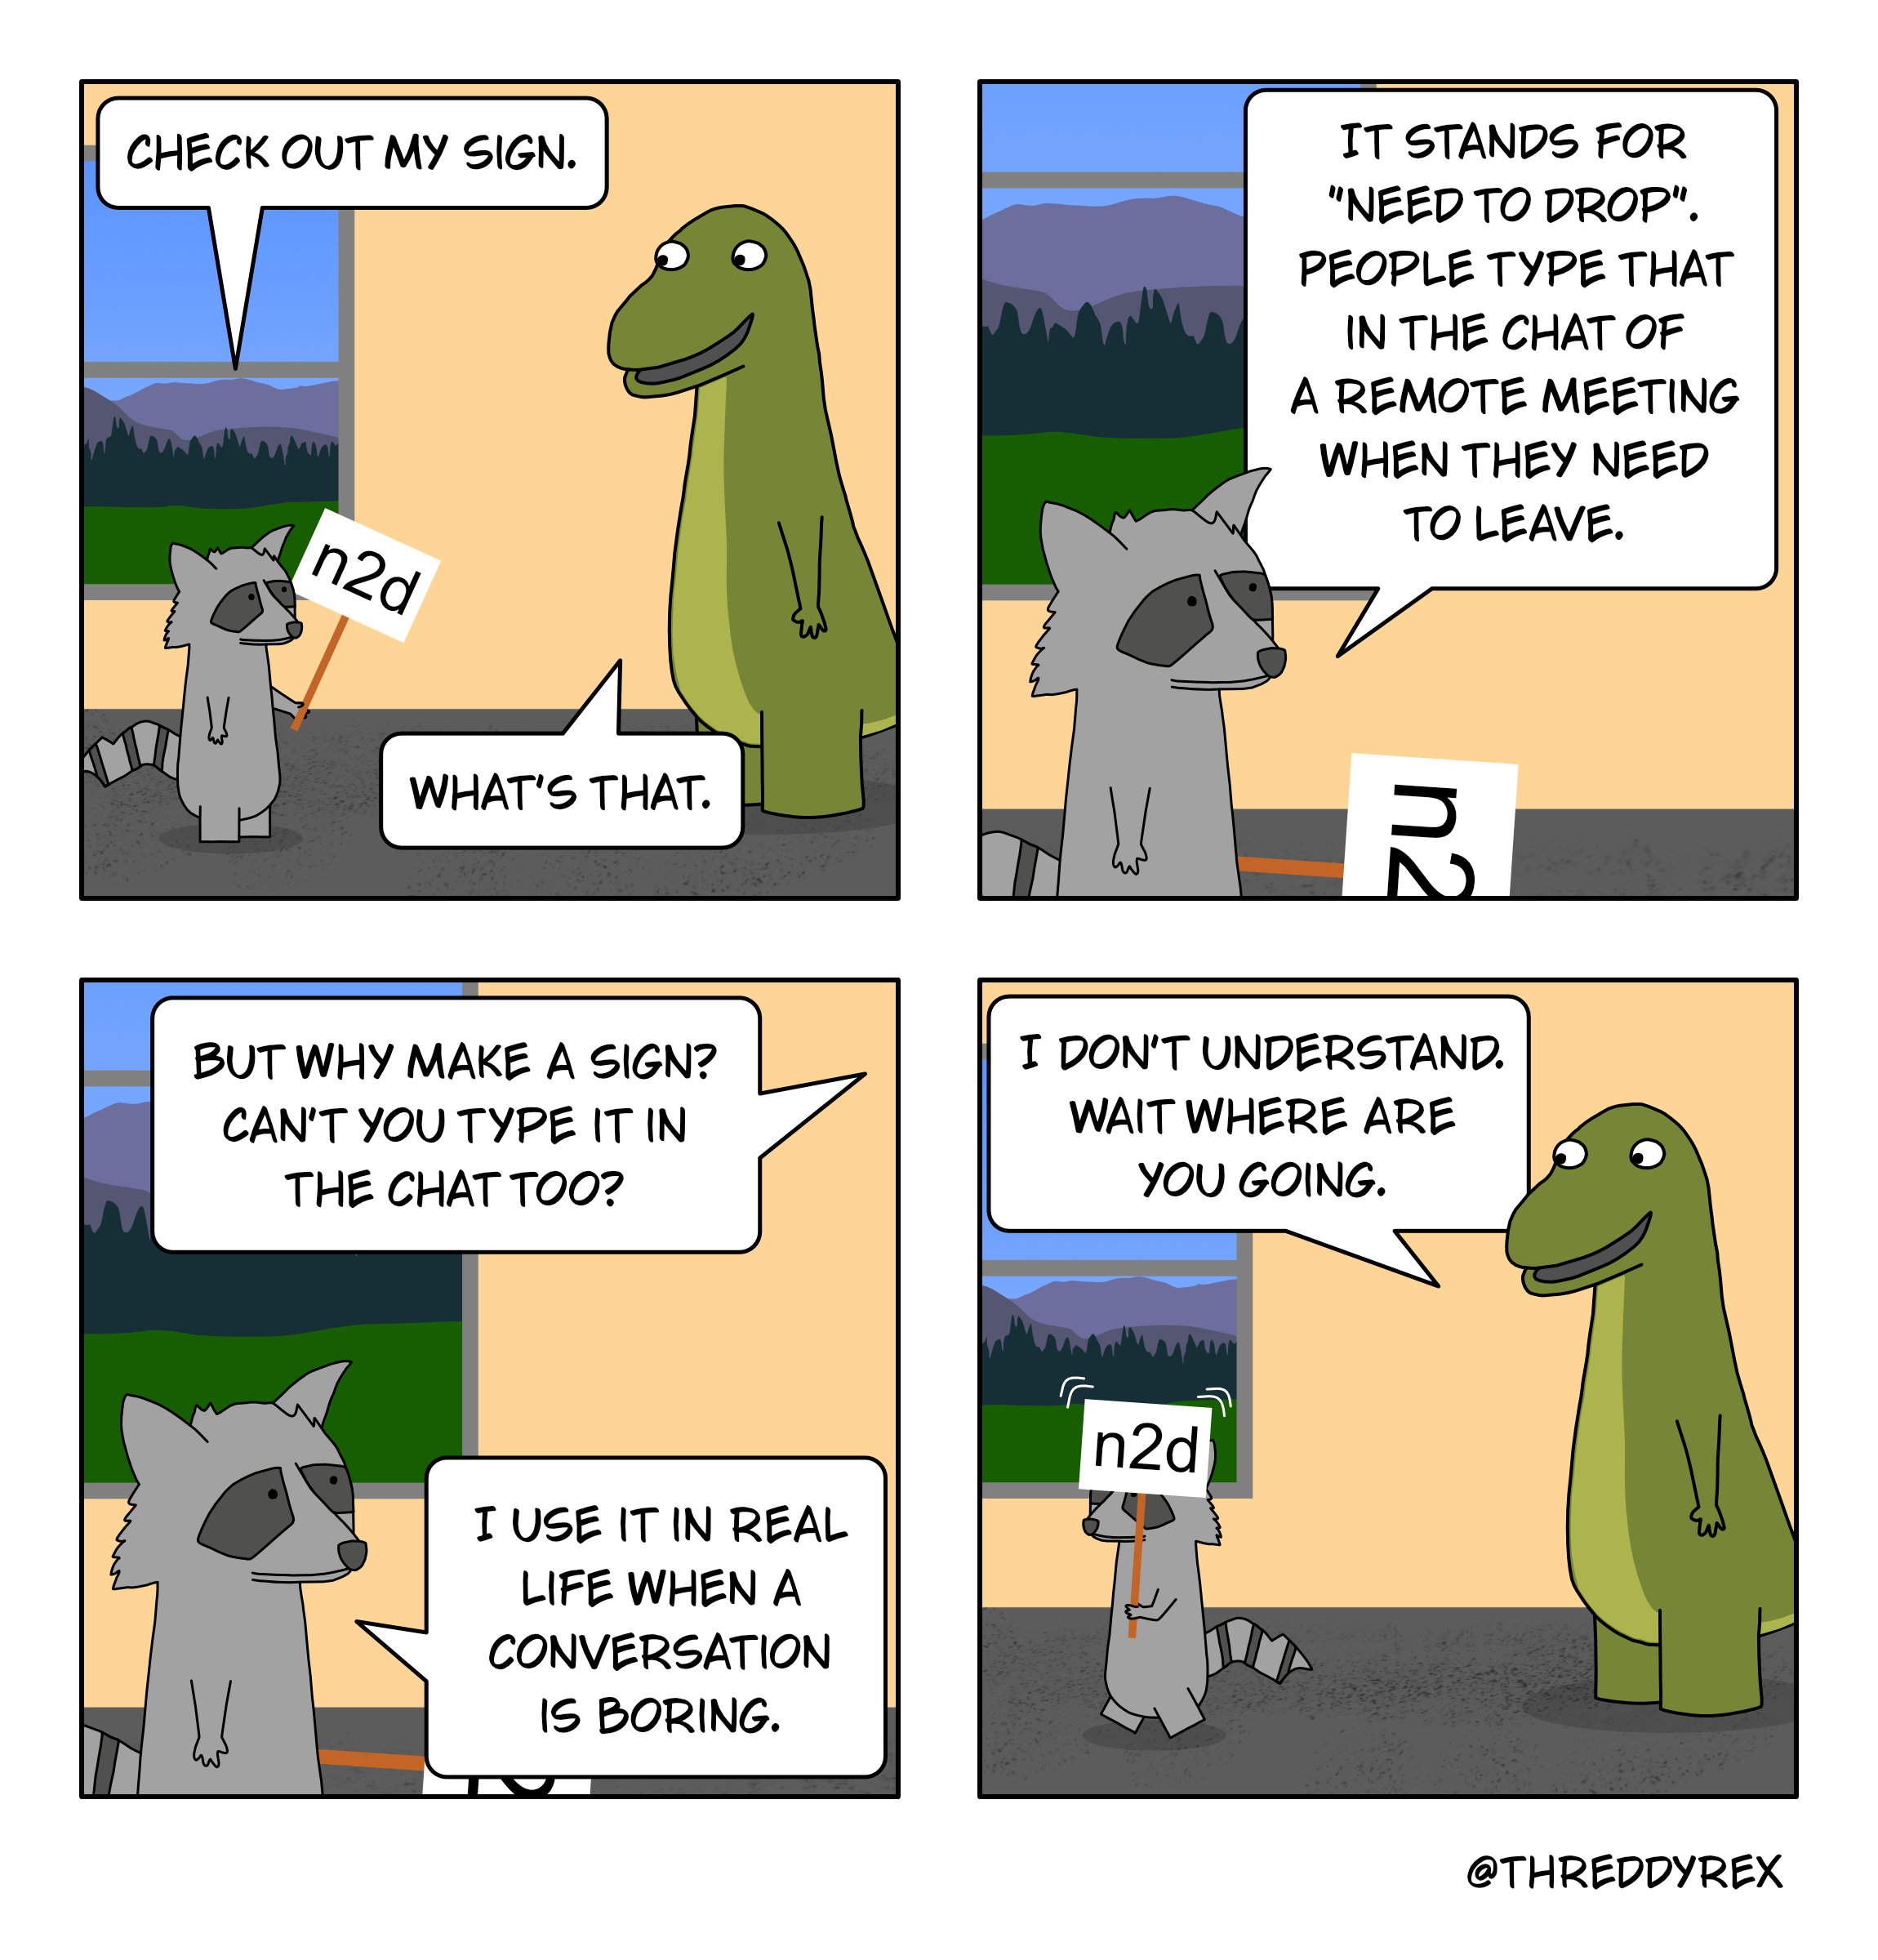 CHECK OUT MY SIGN.
n2d
WHAT'S THAT.
IT STANDS FOR
"NEED TO DROP".
PEOPLE TYPE THAT
IN THE CHAT OF
A REMOTE MEETING
WHEN THEY NEED
TO LEAVE.
n2
BUT WHY MAKE A SIGN?
CAN'T YOU TYPE IT IN
THE CHAT TOO?
I USE IT IN REAL
LIFE WHEN A
CONVERSATION
IS BORING.
I DON'T UNDERSTAND.
WAIT WHERE ARE
YOU GOING.
n2d
@THREDDYREX